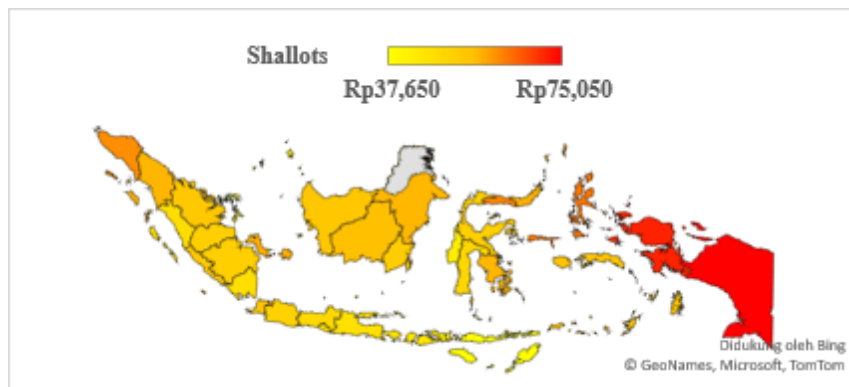 Shallots
Rp37,650 Rp75,050
Didukung oleh Bing
© GeoNames, Microsoft, TomTom